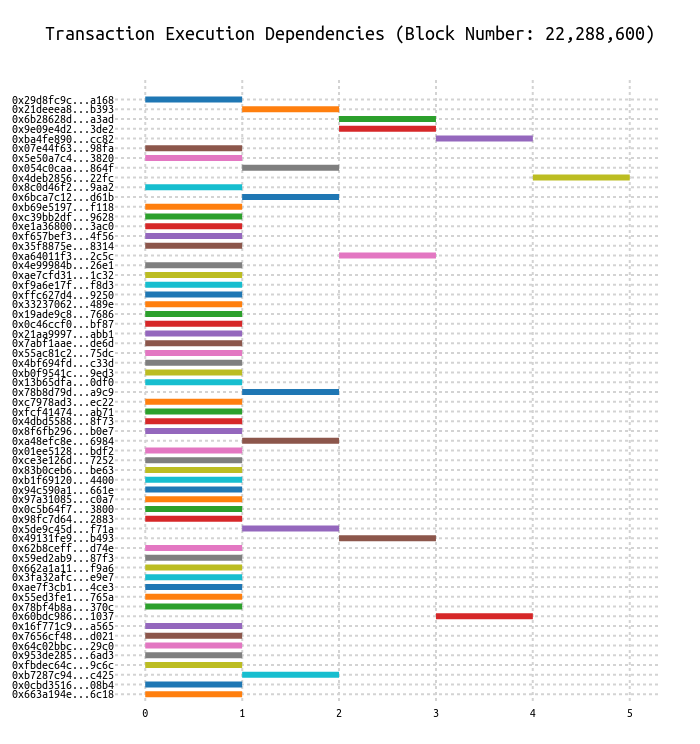 Transaction Execution Dependencies (Block Number: 22,288,600)
0x29d8fc9c...a168
0x21deeea8...b393
0x6b28628d...a3ad
0x9e09e4d2...3de2
0xba4fe890...cc82
0x07e44f63...98fa
0x5e50a7c4...3820
0x054c0caa...864f
0x4deb2856...22fc
0x8c0d46f2...9aa2
0x6bca7c12...d61b
0xb69e5197...f118
0xc39bb2df...9628
0xe1a36800...3ac0
0xf657bef3...4f56
0x35f8875e...8314
0xa64011f3...2c5c
0x4e99984b...26e1
0xae7cfd31...1c32
0xf9a6e17f...f8d3
0xffc627d4...9250
0x33237062...489e
0x19ade9c8...7686
0x0c46ccf0...bf87
0x21aa9997...abb1
0x7abf1aae...de6d
0x55ac81c2...75dc
0x4bf694fd...c33d
0xb0f9541c...9ed3
0x13b65dfa...0df0
0x78b8d79d...a9c9
0xc7978ad3...ec22
0xfcf41474...ab71
0x4dbd5588...8f73
0x8f6fb296...b0e7
0xa48efc8e...6984
0x01ee5128...bdf2
0xce3e126d...7252
0x83b0ceb6...be63
0xb1f69120...4400
0x94c590a1...661e
0x97a31085...c0a7
0x0c5b64f7...3800
0x98fc7d64...2883
0x5de9c45d...f71a
0x49131fe9...b493
0x62b8ceff...d74e
0x59ed2ab9...87f3
0x662a1a11...f9a6
0x3fa32afc...e9e7
0xae7f3cb1...4ce3
0x55ed3fe1...765a
0x78bf4b8a...370c
0x60bdc986...1037
0x16f771c9...a565
0x7656cf48...d021
0x64c02bbc...29c0
0x953de285...6ad3
0xfbdec64c...9c6c
0xb7287c94...c425
0x0cbd3516...08b4
0x663a194e...6c18
0 1 2 3 4 5